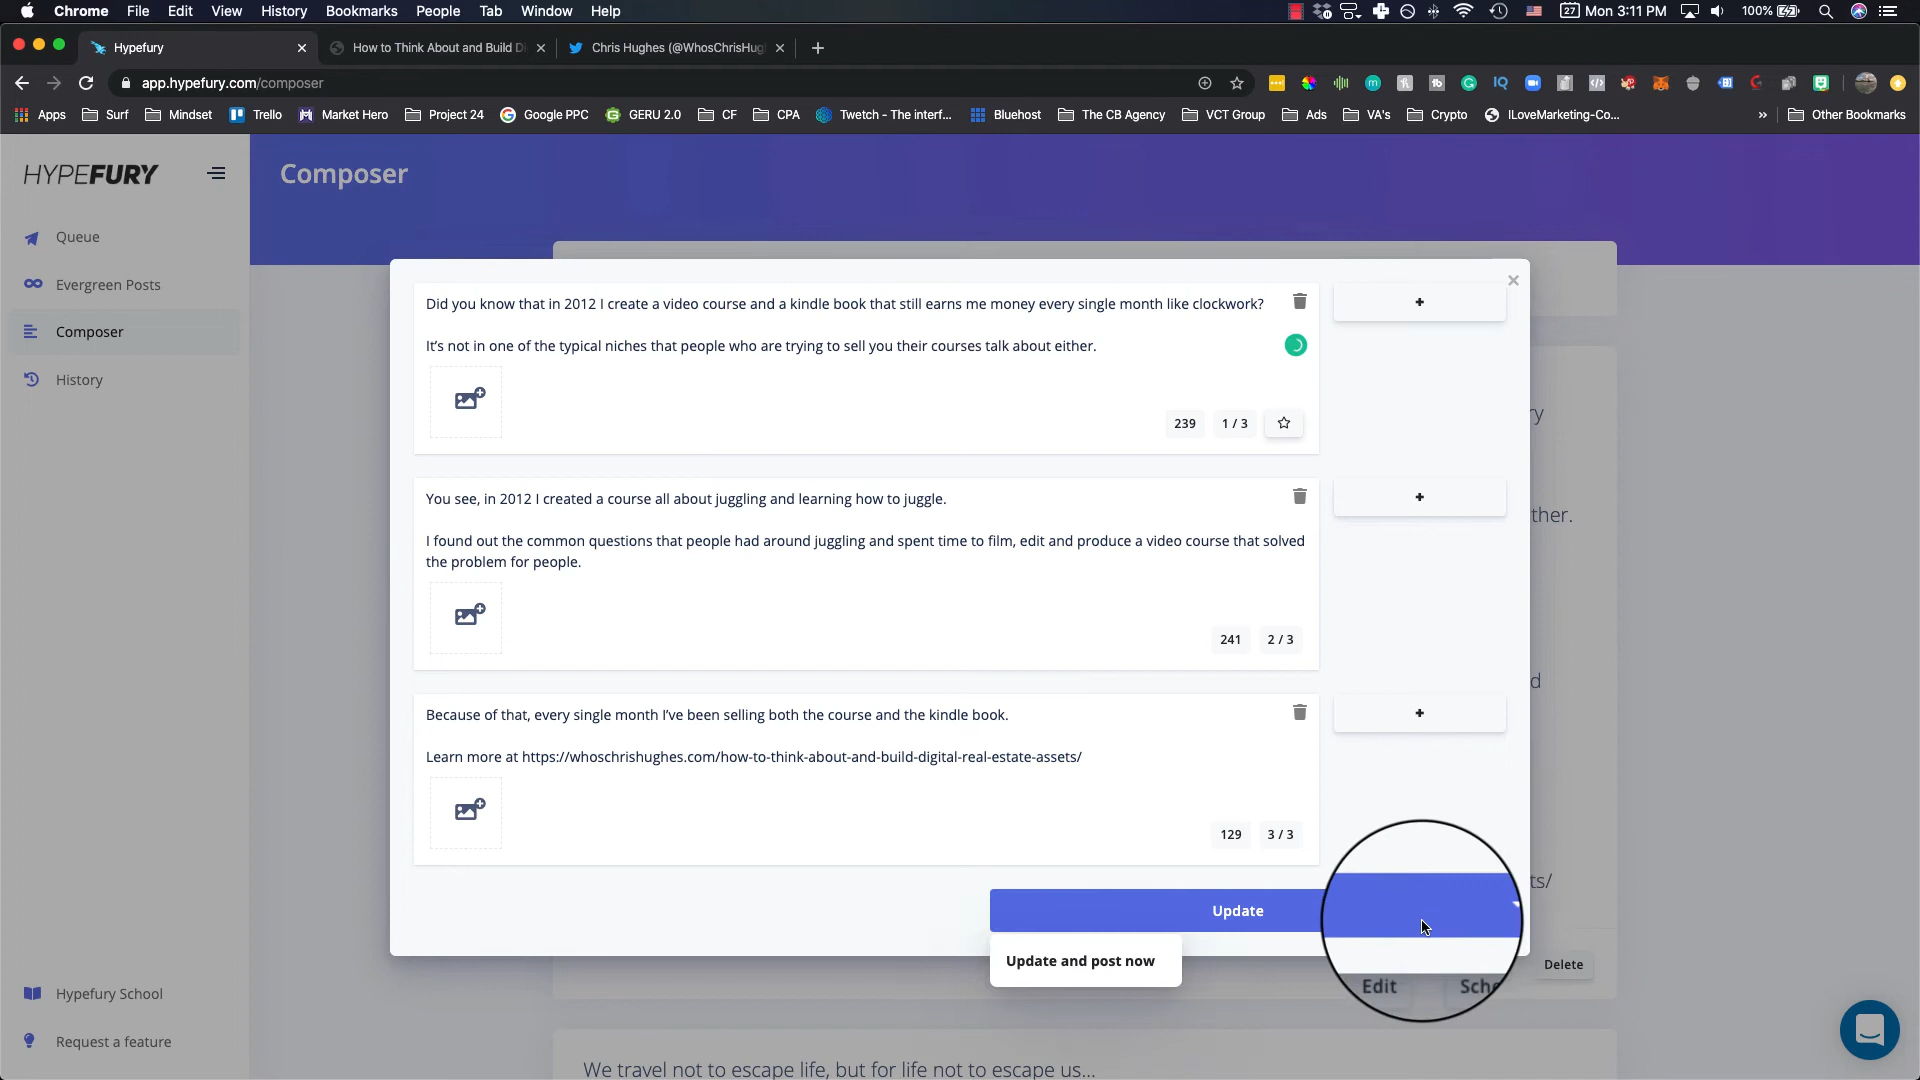 Chrome File Edit View History Bookmarks People Tab Window Help
27 Mon 3:11 PM 100%
Hypefury
How to Think About and Build Di
Chris Hughes (@WhosChrisHug
app.hypefury.com/composer
Apps Surf Mindset Trello Market Hero Project 24 Google PPC GERU 2.0 CF CPA Twetch - The interf... Bluehost The CB Agency VCT Group Ads VA's Crypto ILoveMarketing-Co... » Other Bookmarks
HYPEFURY
Composer
Queue
Evergreen Posts
Composer
History
Did you know that in 2012 I create a video course and a kindle book that still earns me money every single month like clockwork?
It's not in one of the typical niches that people who are trying to sell you their courses talk about either.
239 1 / 3
You see, in 2012 I created a course all about juggling and learning how to juggle.
I found out the common questions that people had around juggling and spent time to film, edit and produce a video course that solved
the problem for people.
241 2 / 3
Because of that, every single month I've been selling both the course and the kindle book.
Learn more at https://whoschrishughes.com/how-to-think-about-and-build-digital-real-estate-assets/
129 3 / 3
ry
ther.
d
ts/
Update
Update and post now
Edit Sche
Delete
Hypefury School
Request a feature
We travel not to escape life, but for life not to escape us...